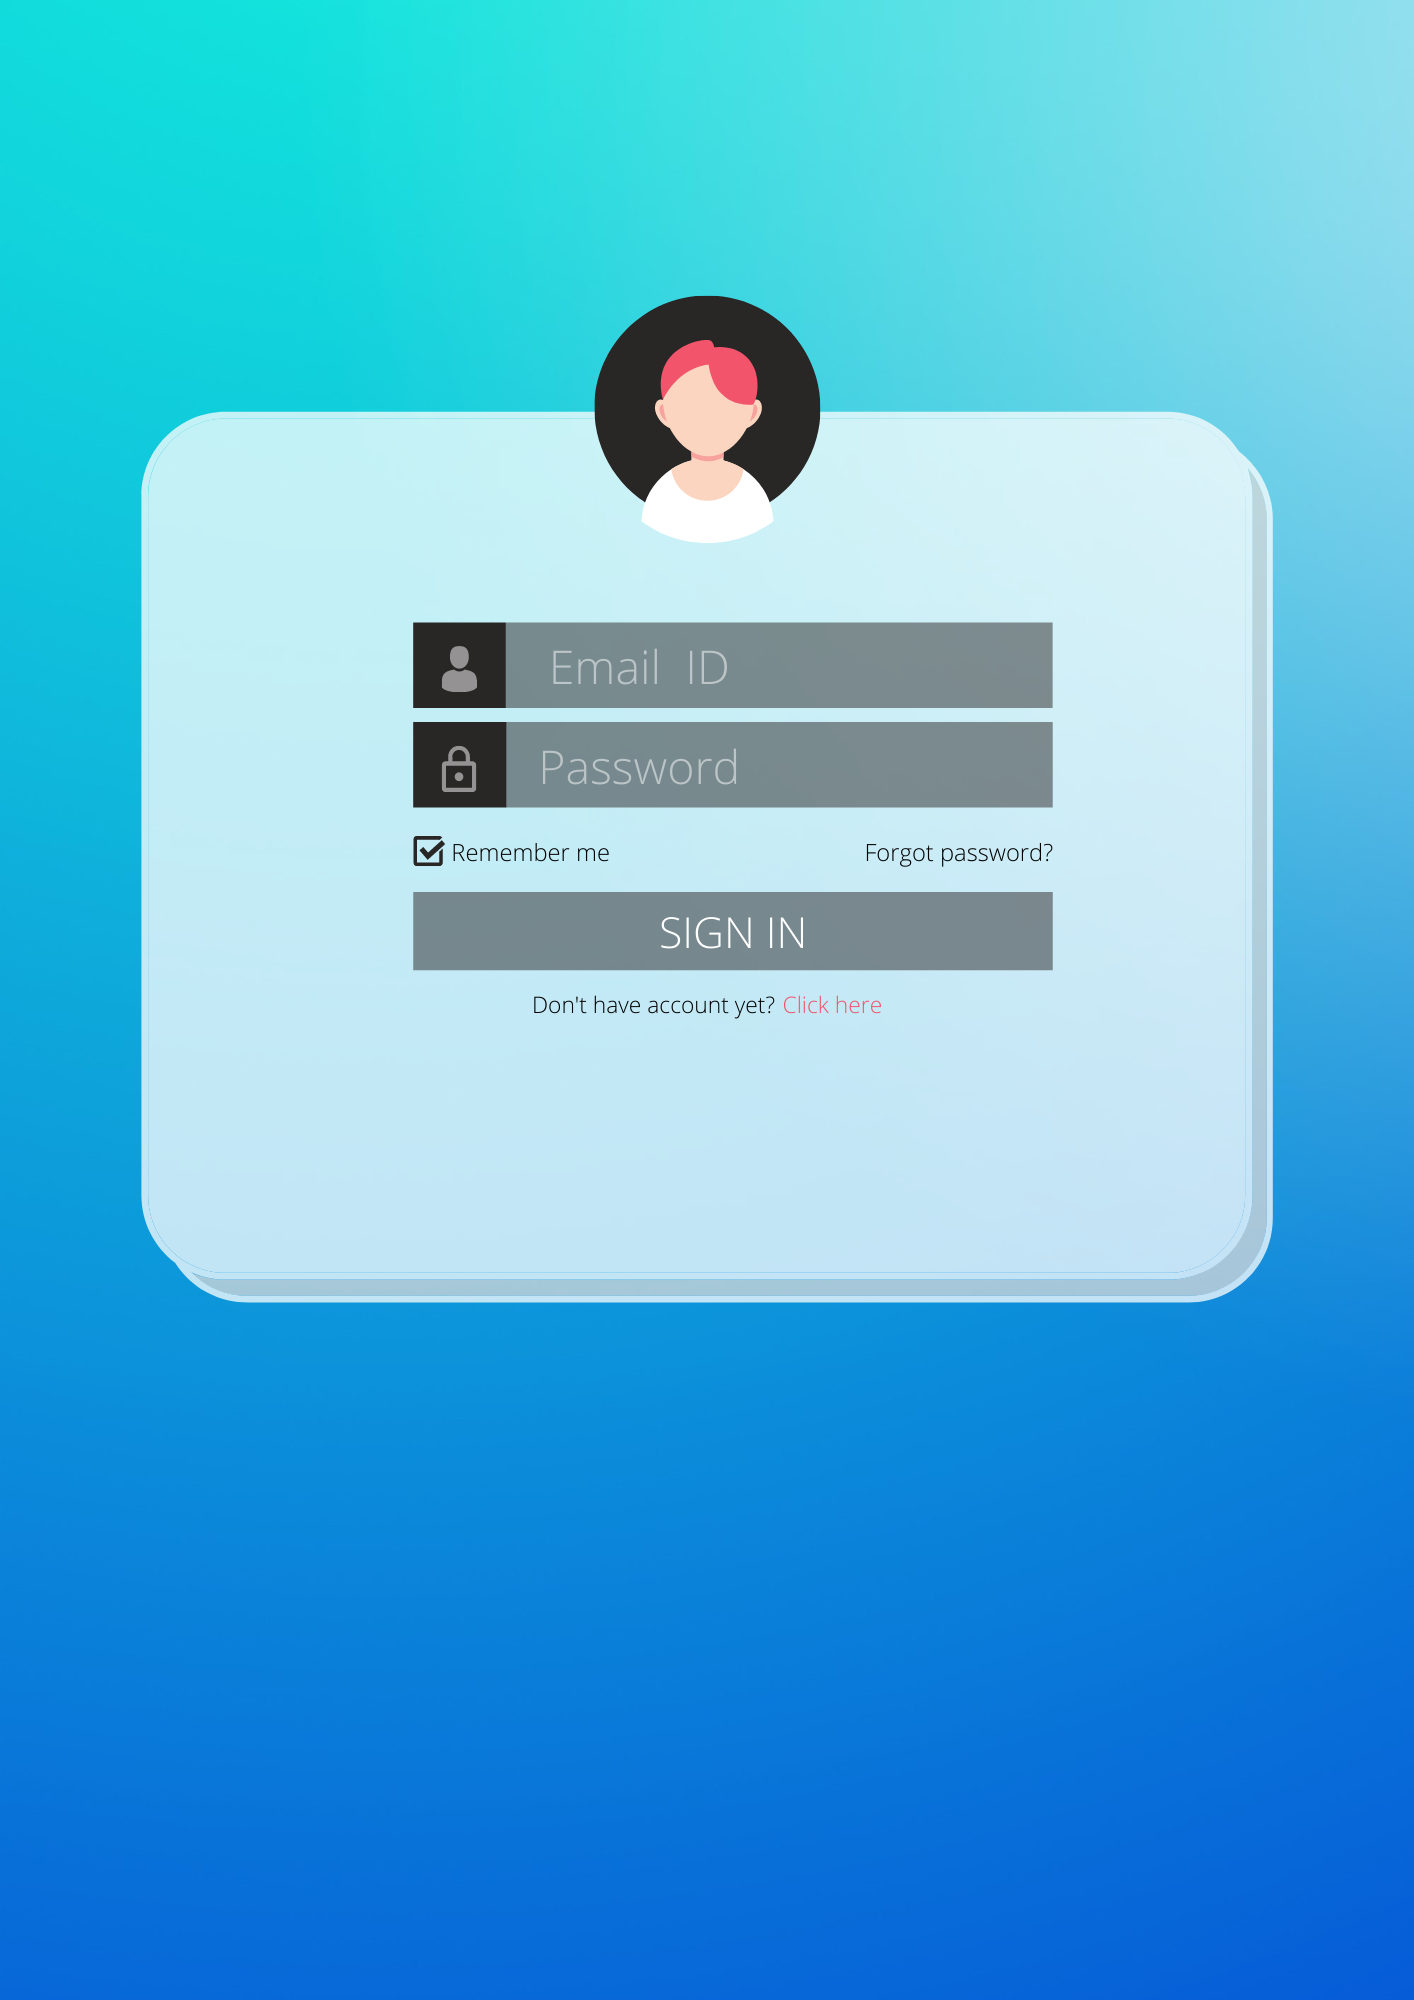 Email ID
Password
Remember me Forgot password?
SIGN IN
Don't have account yet? Click here